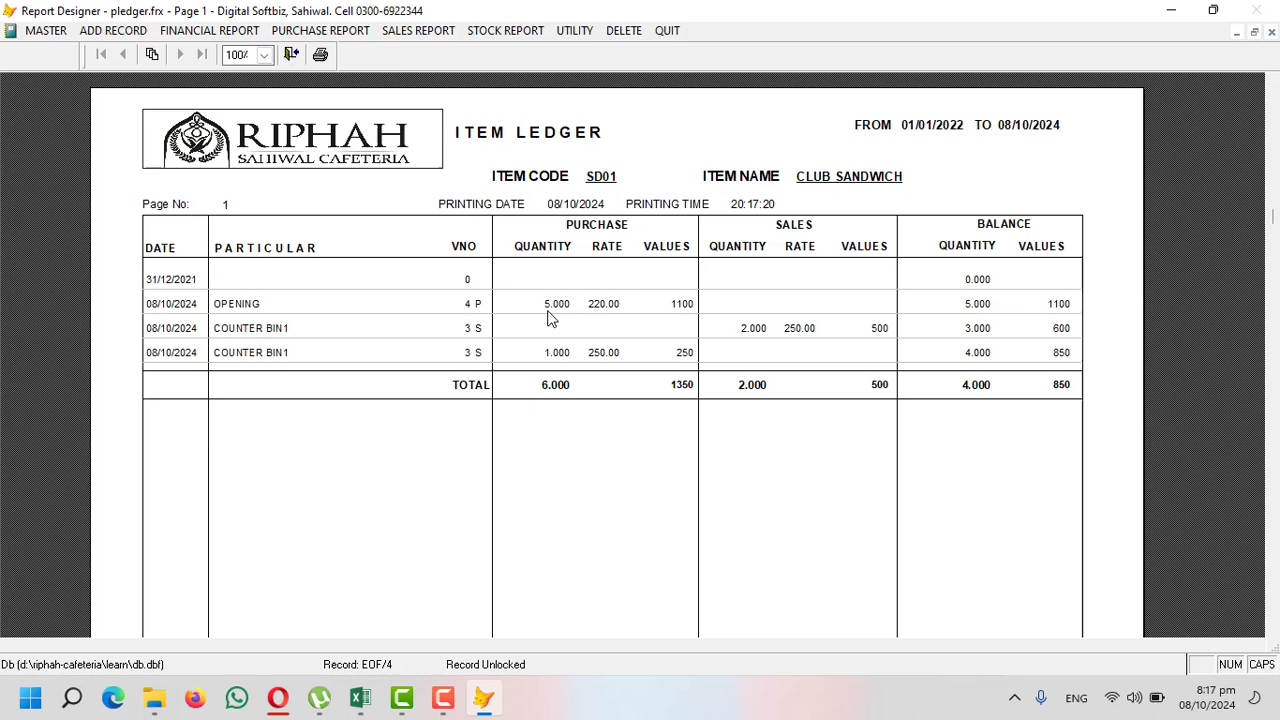 Report Designer - pledger.frx - Page 1 - Digital Softbiz, Sahiwal. Cell 0300-6922344
MASTER ADD RECORD FINANCIAL REPORT PURCHASE REPORT SALES REPORT STOCK REPORT UTILITY DELETE QUIT
100%
RIPHAH
SAHIWAL CAFETERIA
ITEM LEDGER
FROM 01/01/2022 TO 08/10/2024
ITEM CODE SD01 ITEM NAME CLUB SANDWICH
Page No: 1 PRINTING DATE 08/10/2024 PRINTING TIME 20:17:20
PURCHASE SALES BALANCE
DATE PARTICULAR VNO QUANTITY RATE VALUES QUANTITY RATE VALUES QUANTITY VALUES
31/12/2021 0 0.000
08/10/2024 OPENING 4 P 5.000 220.00 1100 5.000 1100
08/10/2024 COUNTER BIN1 3 S 2.000 250.00 500 3.000 600
08/10/2024 COUNTER BIN1 3 S 1.000 250.00 250 4.000 850
TOTAL 6.000 1350 2.000 500 4.000 850
Db (d:\riphah-cafeteria\learn\db.dbf) Record: EOF/4 Record Unlocked NUM CAPS
ENG 8:17 pm
08/10/2024